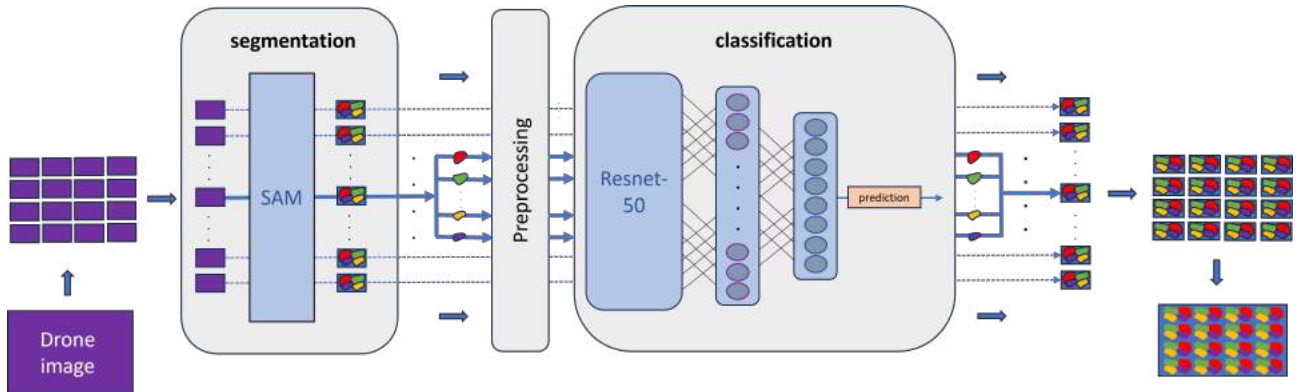 segmentation
classification
SAM
Preprocessing
Resnet-
50
prediction
Drone
image